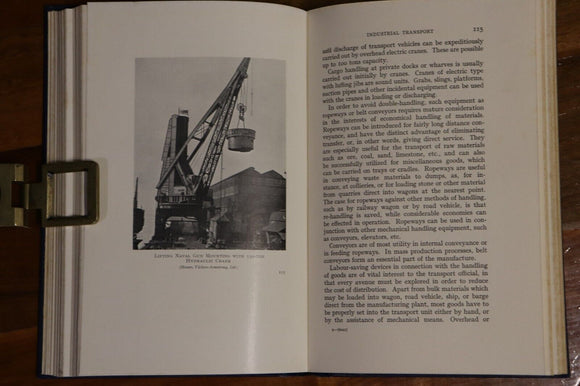 LIFTING NAVAL GUN MOUNTING WITH
HYDRAULIC CRANE
(Messrs. Vickers-Armstrong, Ltd.)
INDUSTRIAL TRANSPORT
discharge of transport vehicles can be expeditiously
carried out by overhead electric cranes. These are possible
up to 100 tons capacity.
Cargo handling at private docks or wharves is usually
carried out initially by cranes. Cranes of electric type
with luffing jibs are sound units. Grabs, slings, platforms,
suction pipes and other incidental equipment can be used
with the cranes in loading or discharging.
In order to avoid double-handling, such equipment as
ropeways or belt conveyors requires mature consideration
in the interests of economical handling of materials.
Ropeways can be introduced for fairly long distance con-
veyance, and have the distinct advantage of eliminating
transfer, or, in other words, giving direct service. They
are especially useful for the transport of raw materials
such as ore, coal, sand, limestone, etc., and can also
be successfully utilized for miscellaneous goods, which
can be carried on trays or cradles. Ropeways are useful
in conveying waste materials to dumps, as, for in-
stance, at collieries, or for loading stone or other material
from quarries direct into wagons at the nearest point.
The case for ropeways against other methods of handling,
such as by railway wagon or by road vehicle, is that
re-handling is saved, while considerable economies can
be effected in operation. Ropeways can be used in con-
junction with other mechanical handling equipment, such
as conveyors, elevators, etc.
Conveyors are of most utility in internal conveyance or
in feeding ropeways. In mass production processes, belt
conveyors form an essential part of the manufacture.
Labour-saving devices in connection with the handling
of goods are of vital interest to the transport official, in
that every avenue must be explored in order to reduce
the cost of distribution. Apart from bulk materials which
may be loaded into wagon, road vehicle, ship, or barge
direct from the manufacturing plant, most goods have to
be properly set into the transport unit either by hand, or
by the assistance of mechanical means. Overhead or